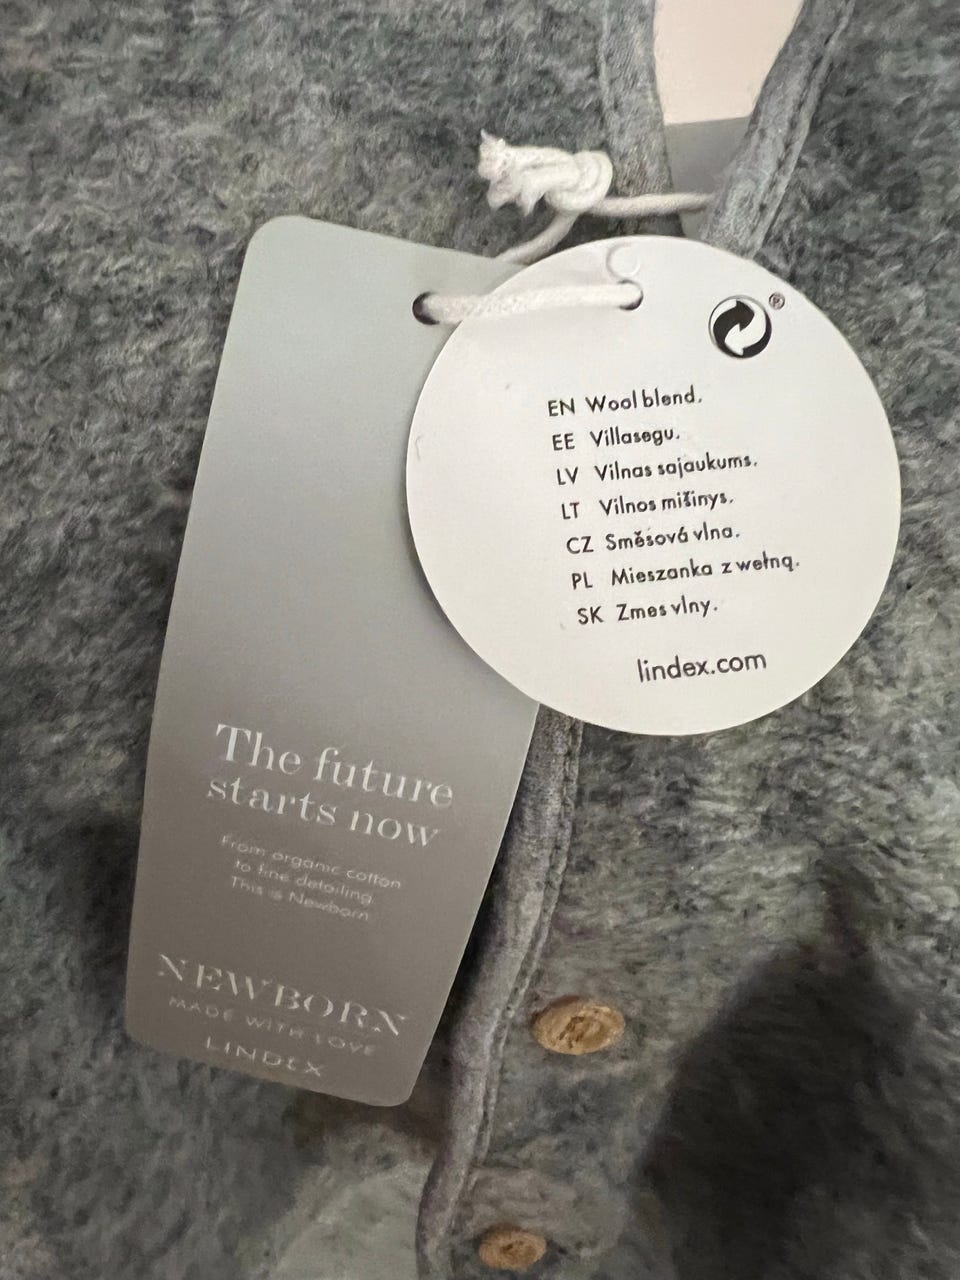 The future
starts now
From organic cotton
to fine detailing
This is Newborn
NEWBORN
MADE WITH LOVE
LINDEX
®
EN Wool blend.
EE Villasegu.
LV Vilnas sajaukums.
LT Vilnos mišinys.
CZ Směsová vlna.
PL Mieszanka z wełną.
SK Zmes vlny.
lindex.com